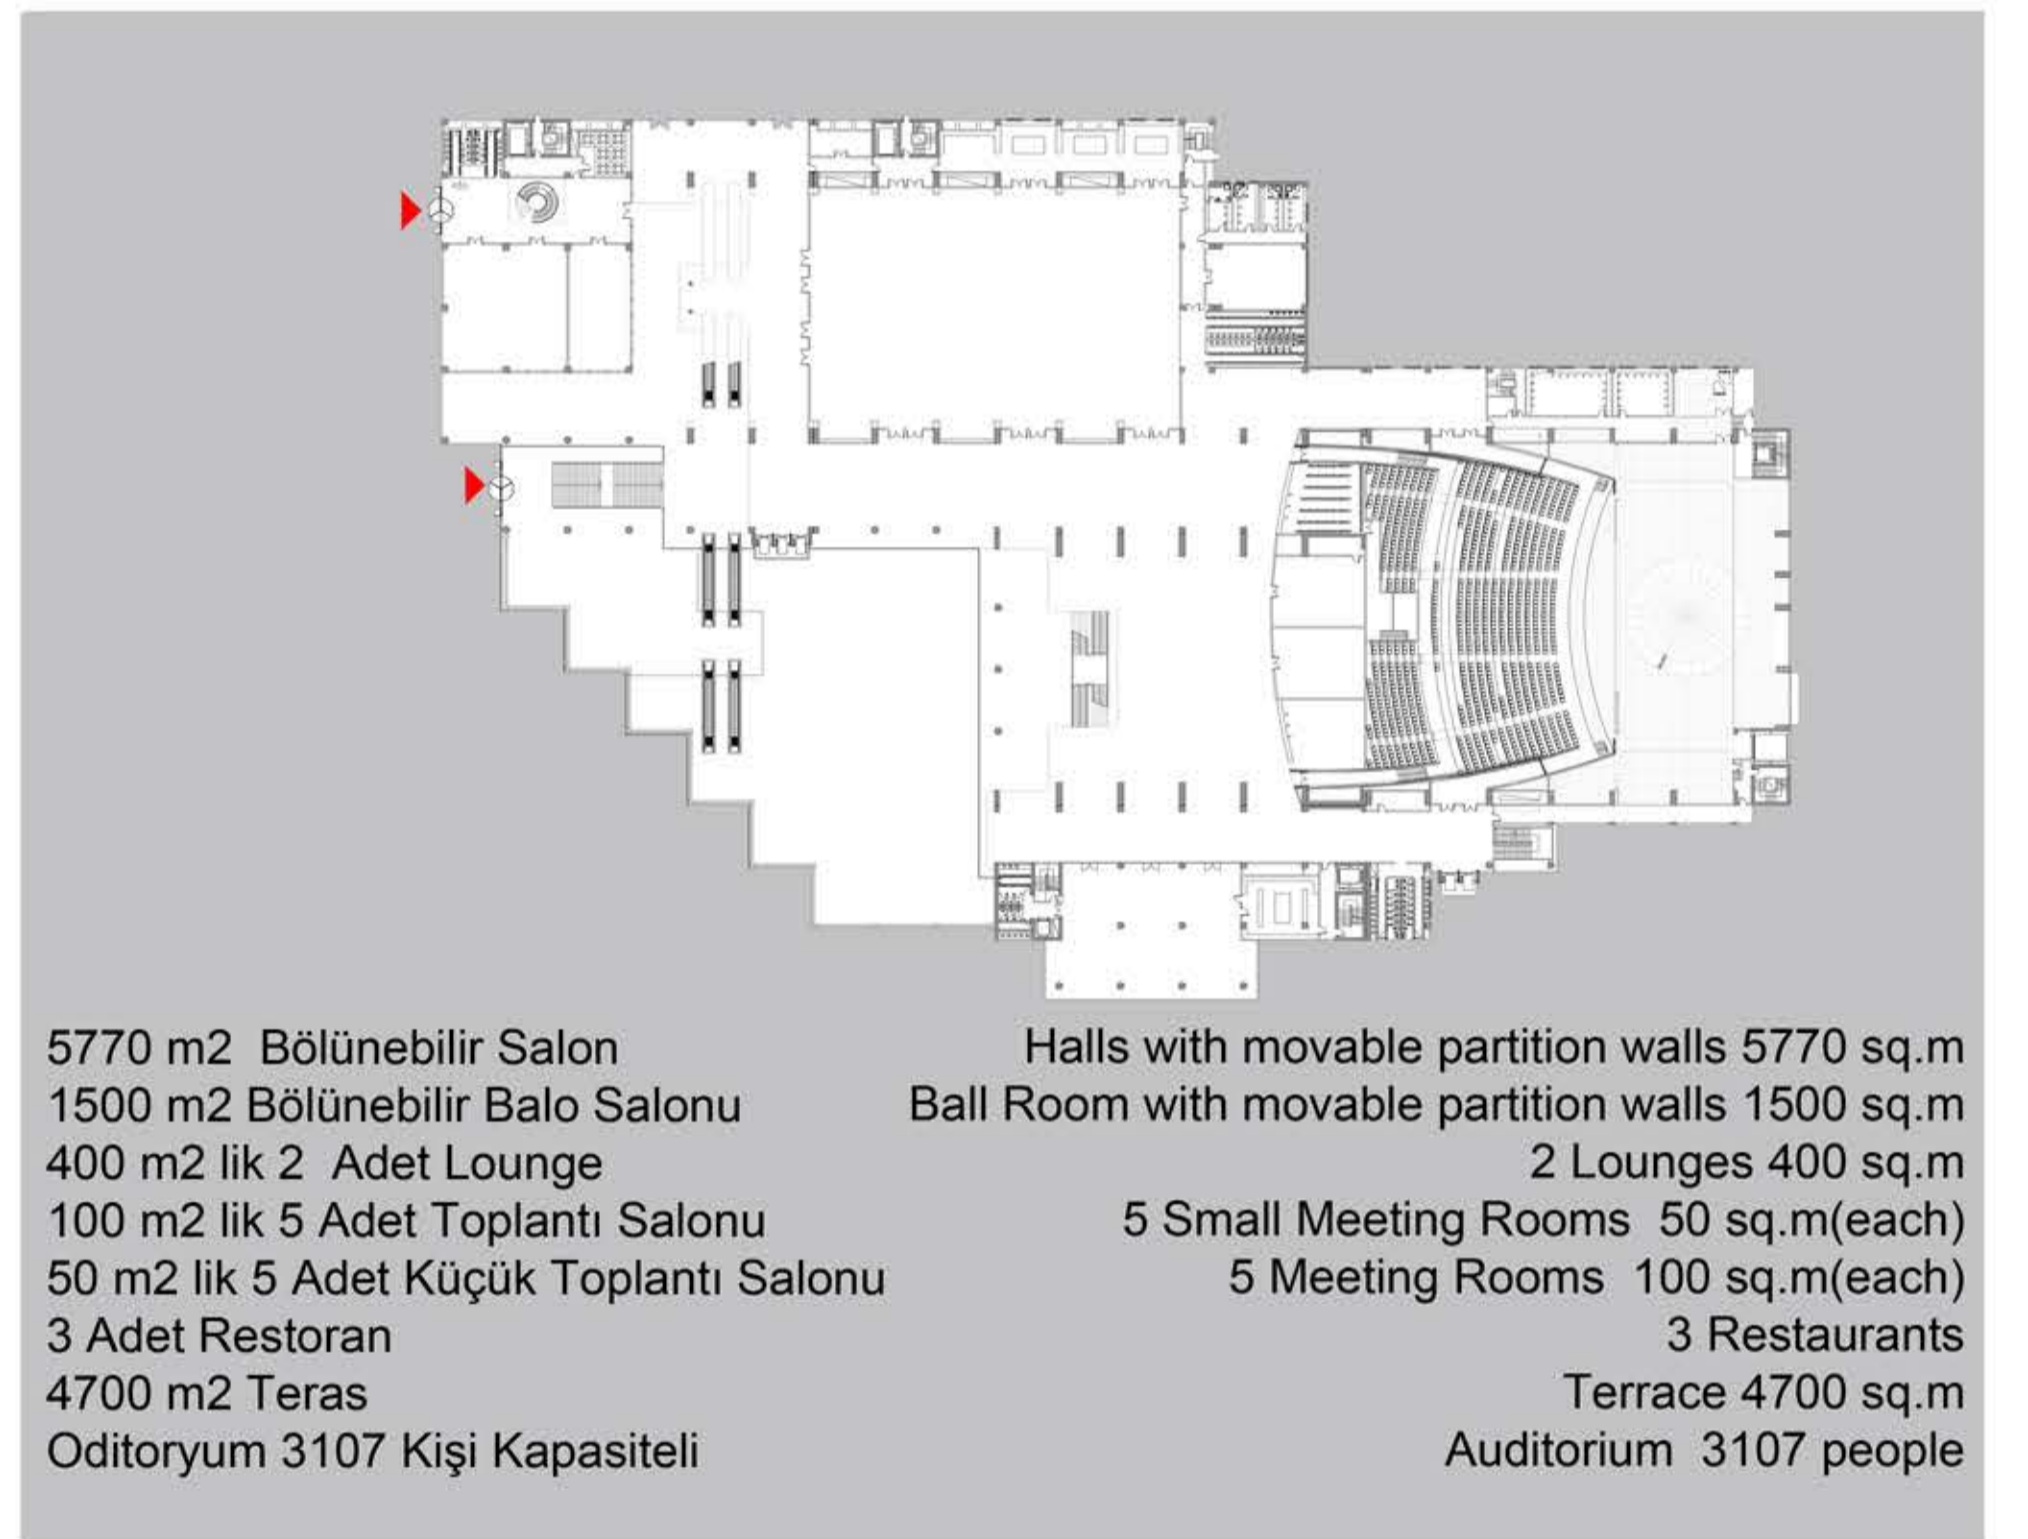 5770 m2 Bölünebilir Salon
1500 m2 Bölünebilir Balo Salonu
400 m2 lik 2 Adet Lounge
100 m2 lik 5 Adet Toplantı Salonu
50 m2 lik 5 Adet Küçük Toplantı Salonu
3 Adet Restoran
4700 m2 Teras
Oditoryum 3107 Kişi Kapasiteli
Halls with movable partition walls 5770 sq.m
Ball Room with movable partition walls 1500 sq.m
2 Lounges 400 sq.m
5 Small Meeting Rooms 50 sq.m(each)
5 Meeting Rooms 100 sq.m(each)
3 Restaurants
Terrace 4700 sq.m
Auditorium 3107 people